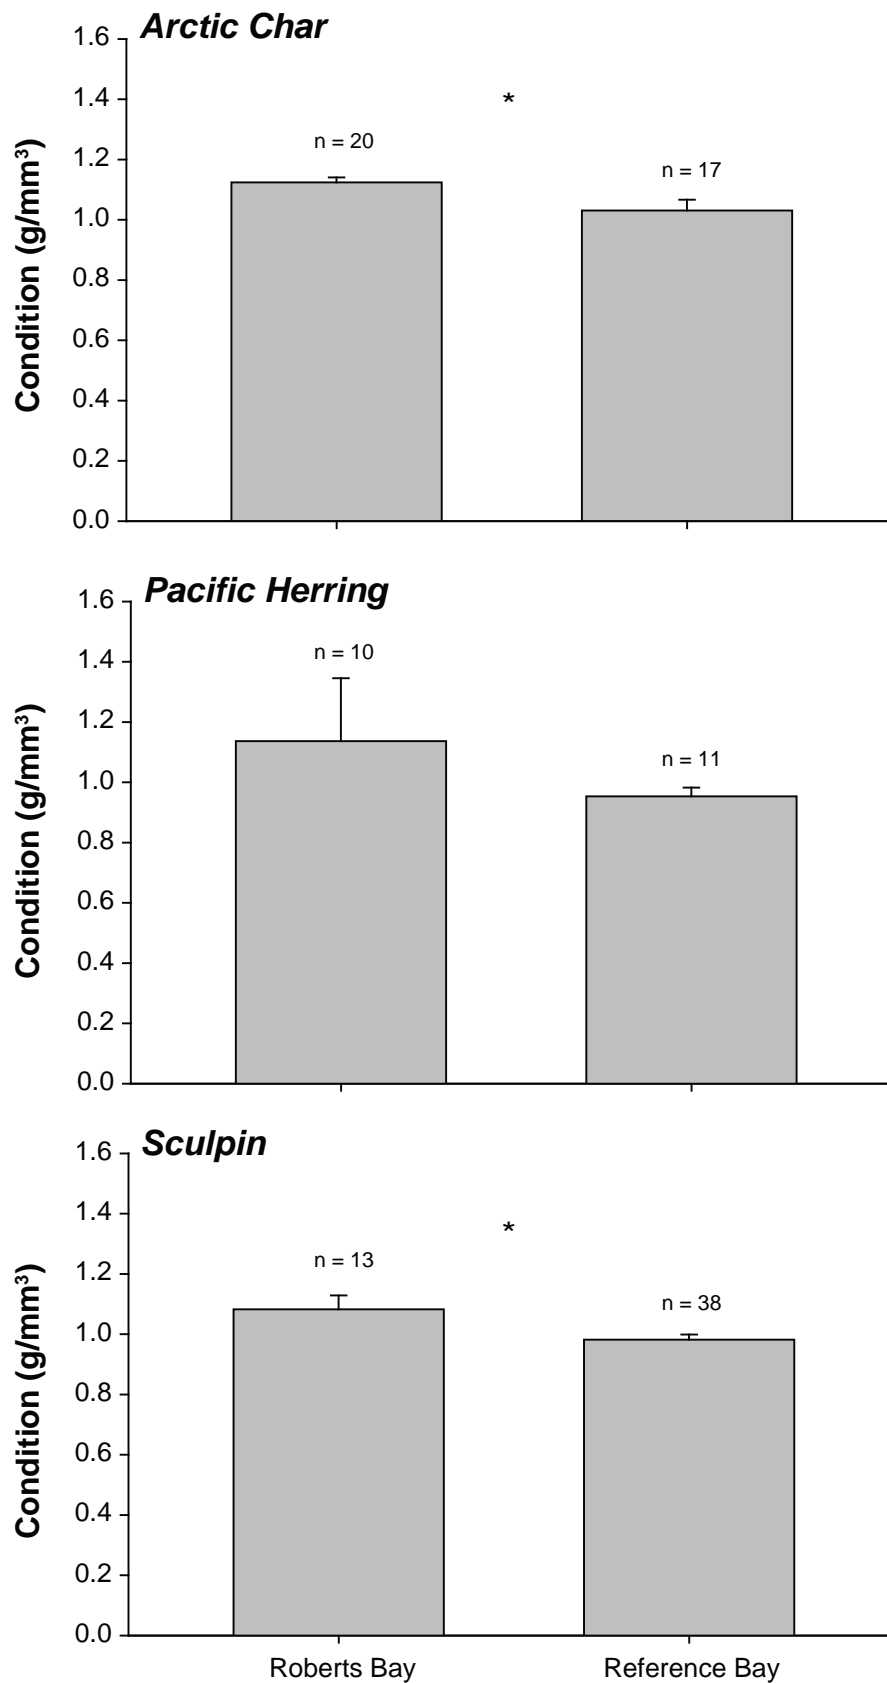 Arctic Char
1.6
1.4
1.2
1.0
0.8
0.6
0.4
0.2
0.0
Condition (g/mm³)
*
n = 20
n = 17
Pacific Herring
1.6
1.4
1.2
1.0
0.8
0.6
0.4
0.2
0.0
Condition (g/mm³)
n = 10
n = 11
Sculpin
1.6
1.4
1.2
1.0
0.8
0.6
0.4
0.2
0.0
Condition (g/mm³)
*
n = 13
n = 38
Roberts Bay
Reference Bay